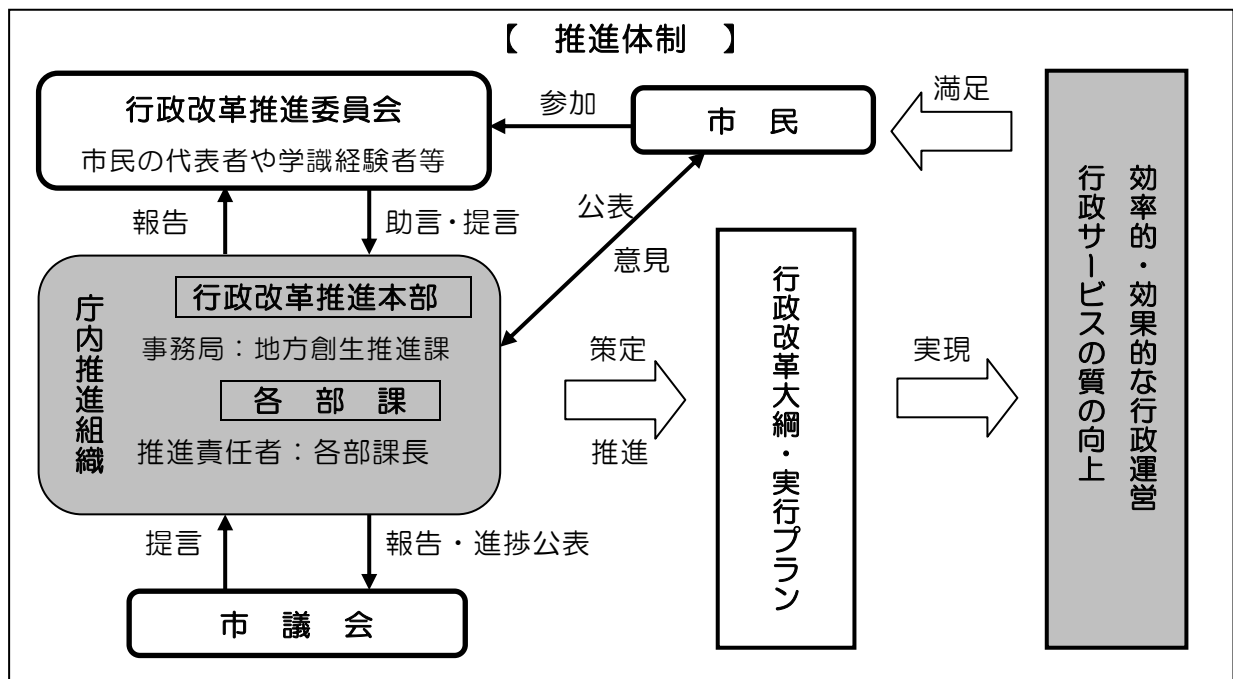 【 推進体制 】
行政改革推進委員会
市民の代表者や学識経験者等
参加
市 民
満足
報告
助言・提言
公表
意見
庁内推進組織
行政改革推進本部
事務局：地方創生推進課
各 部 課
推進責任者：各部課長
策定
推進
行政改革大綱・実行プラン
実現
効率的・効果的な行政運営
行政サービスの質の向上
提言
報告・進捗公表
市 議 会